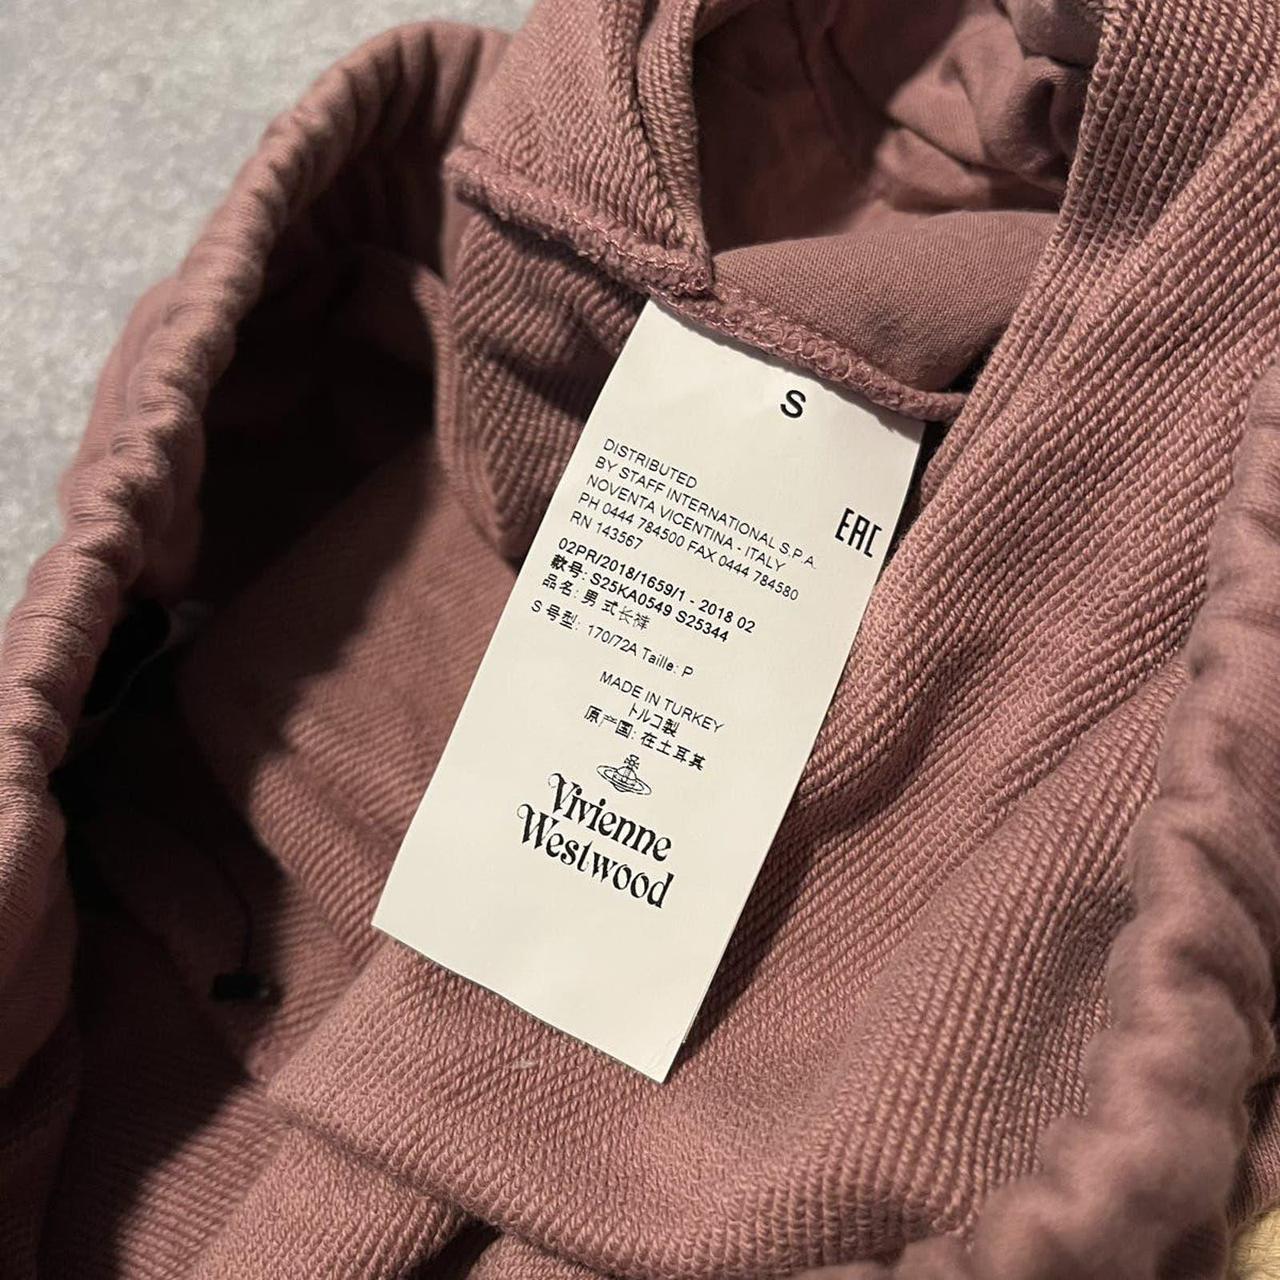 S
DISTRIBUTED
BY STAFF INTERNATIONAL S.P.A.
NOVENTA VICENTINA - ITALY
PH 0444 784500 FAX 0444 784580
RN 143567
EAC
02PR/2018/1659/1 - 2018 02
款号: S25KA0549 S25344
品名: 男式长裤
S 号型: 170/72A Taille: P
MADE IN TURKEY
トルコ製
原产国: 在土耳其
Vivienne
Westwood